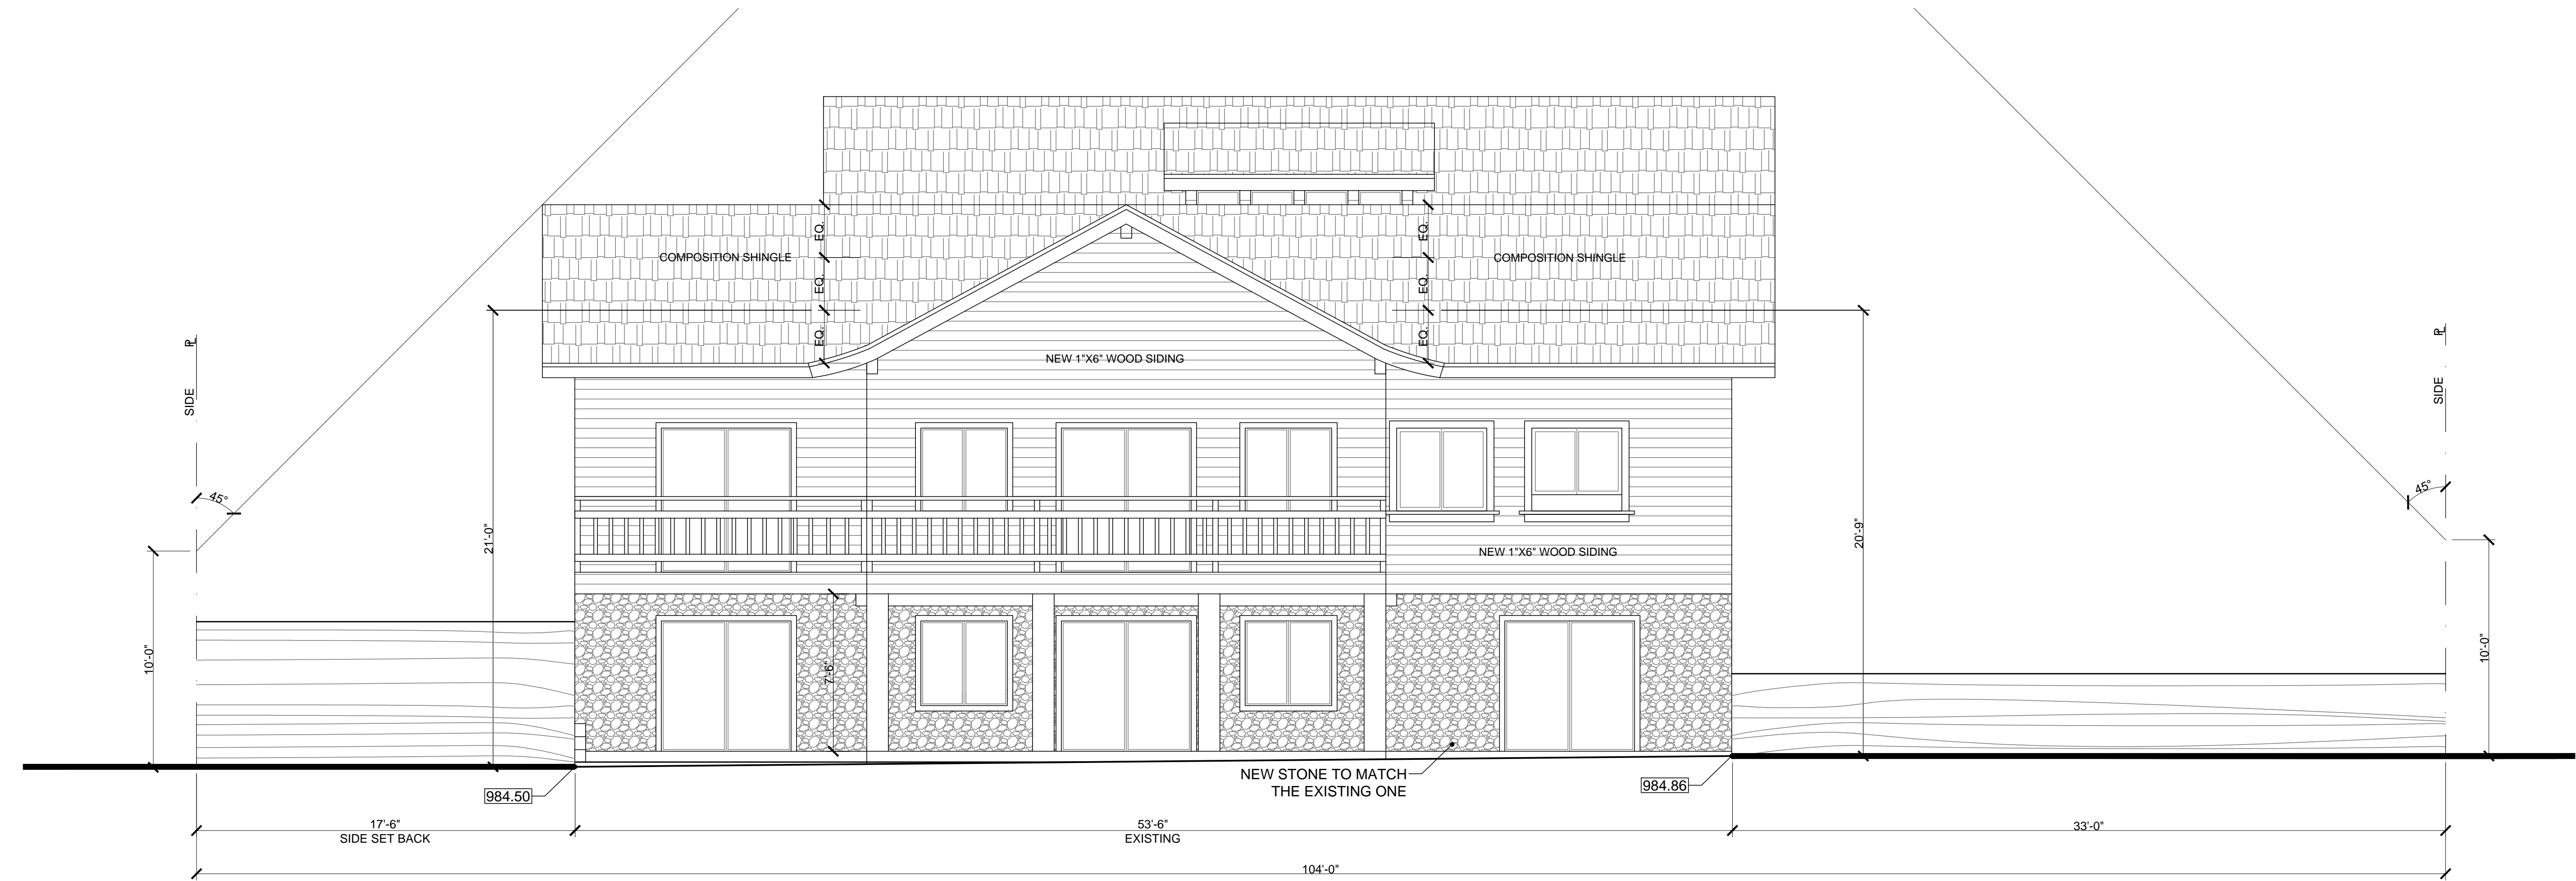 EQ.
EQ.
COMPOSITION SHINGLE
COMPOSITION SHINGLE
EQ.
EQ.
EQ.
EQ.
PL
PL
NEW 1"X6" WOOD SIDING
SIDE
SIDE
45°
45°
21'-0"
20'-9"
NEW 1"X6" WOOD SIDING
10'-0"
7'-6"
10'-0"
NEW STONE TO MATCH
THE EXISTING ONE
984.50
984.86
17'-6"
SIDE SET BACK
53'-6"
EXISTING
33'-0"
104'-0"